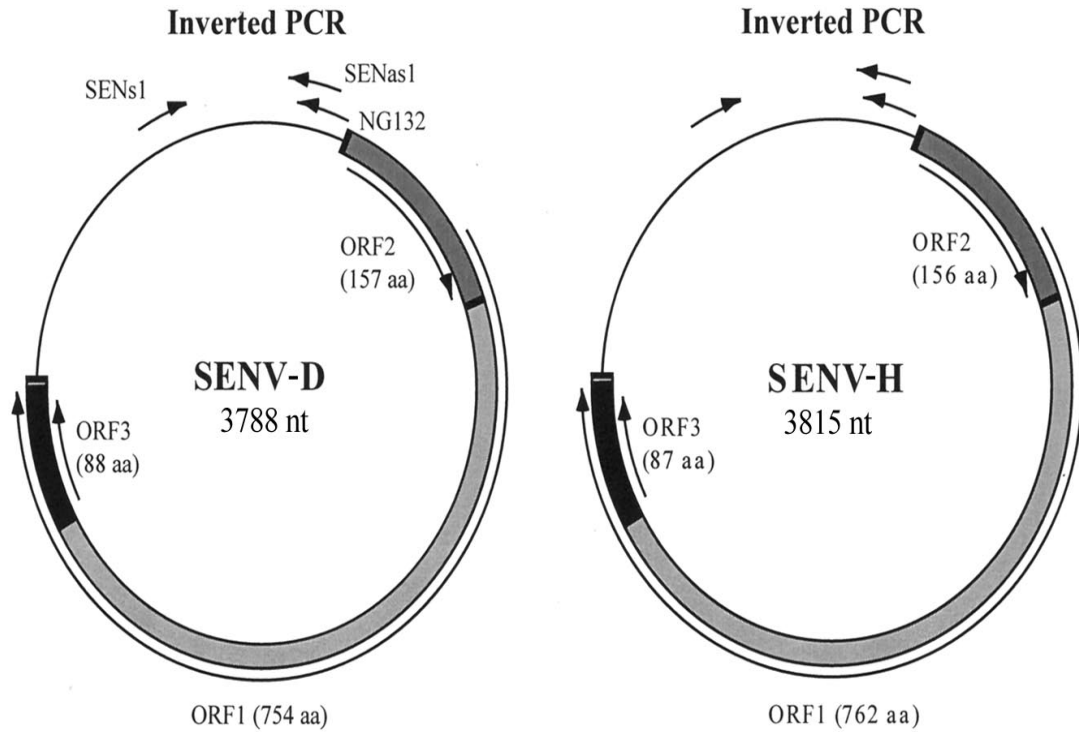 Inverted PCR
SENs1
SENas1
NG132
ORF2
(157 aa)
SENV-D
3788 nt
ORF3
(88 aa)
ORF1 (754 aa)
Inverted PCR
ORF2
(156 aa)
SENV-H
3815 nt
ORF3
(87 aa)
ORF1 (762 aa)